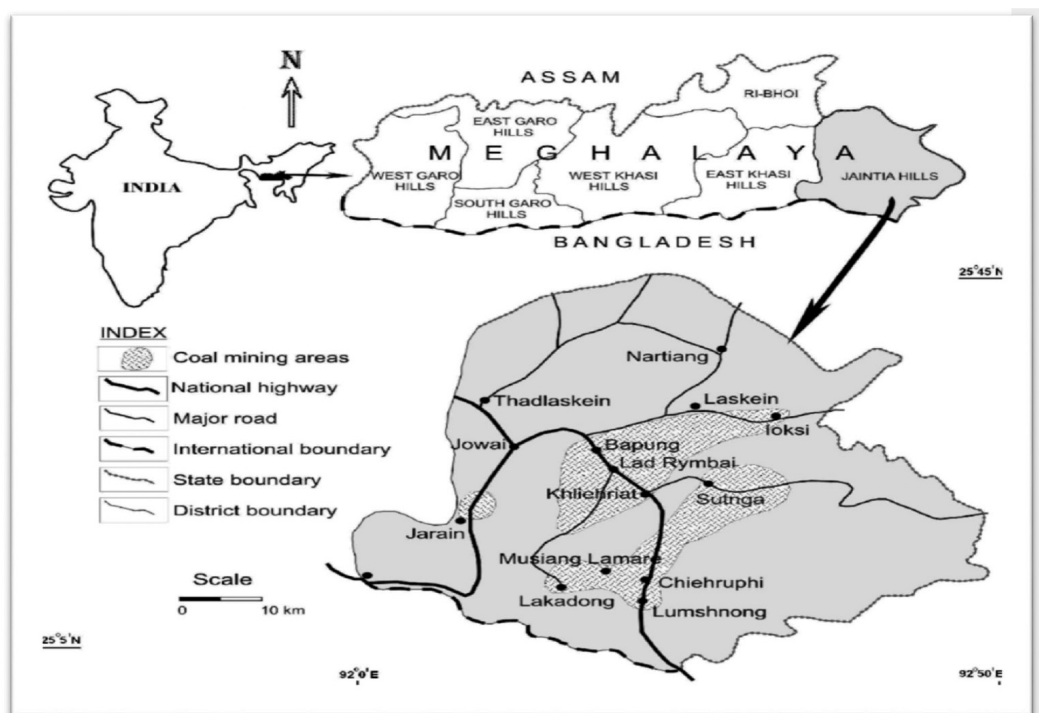 N
ASSAM
RI-BHOI
EAST GARO
HILLS
MEGHALAYA
INDIA
WEST GARO
HILLS
WEST KHASI
HILLS
EAST KHASI
HILLS
JAINTIA HILLS
SOUTH GARO
HILLS
BANGLADESH
25°45'N
INDEX
Coal mining areas
National highway
Major road
International boundary
State boundary
District boundary
Nartiang
Thadlaskein
Laskein
Ioksi
Jowai
Bapung
Lad Rymbai
Khliehriat
Sutnga
Jarain
Musiang Lamare
Chiehruphi
Lakadong
Lumshnong
Scale
0 10 km
25°5'N
92°0'E
92°50'E